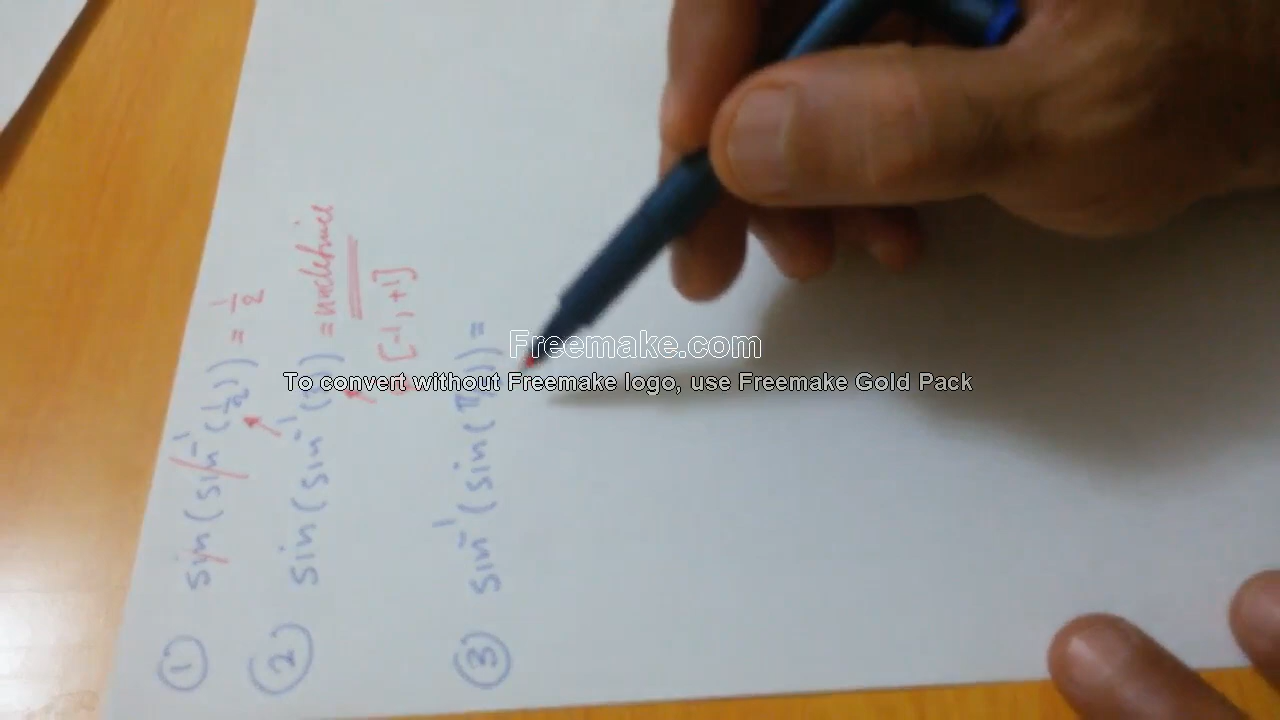 ① sin(sin⁻¹(1/2)) = 1/2
② sin(sin⁻¹( )) = undefine
[-1, +1]
③ sin⁻¹(sin(π )) =
Freemake.com
To convert without Freemake logo, use Freemake Gold Pack